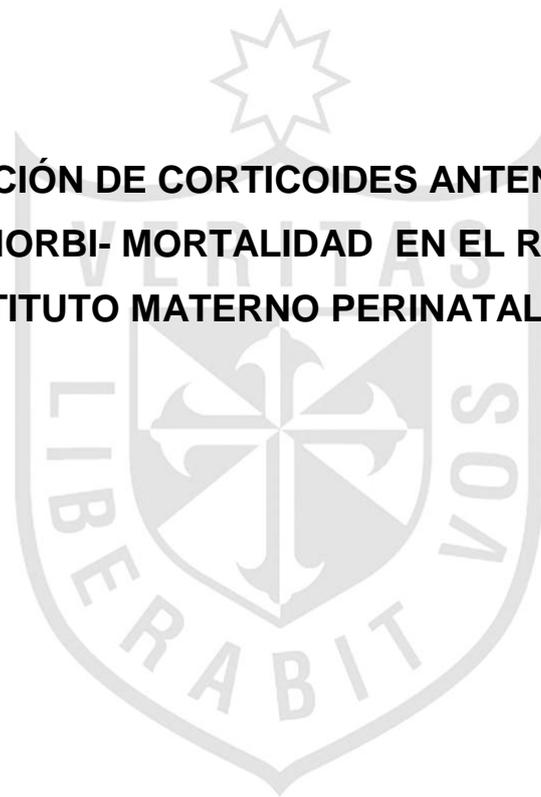 CIÓN DE CORTICOIDES ANTEN
IORBI- MORTALIDAD EN EL R
TITUTO MATERNO PERINATAL
VERITAS
LIBERABIT VOS